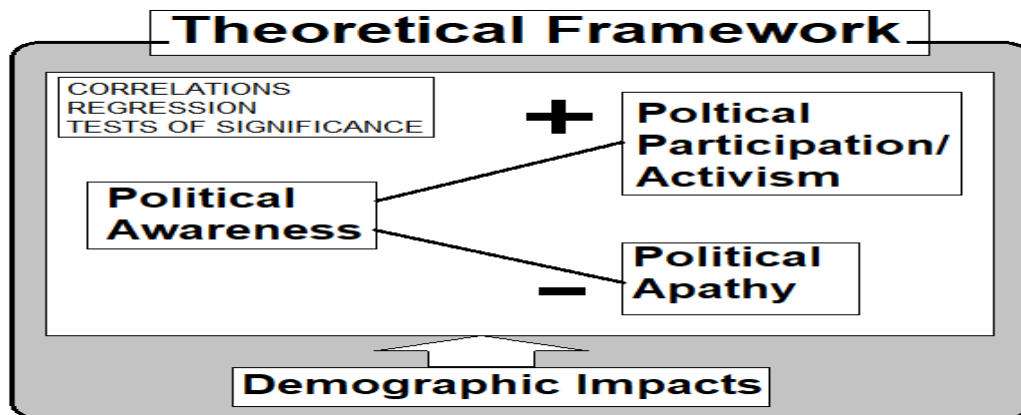 Theoretical Framework
CORRELATIONS
REGRESSION
TESTS OF SIGNIFICANCE
+
Poltical
Participation/
Activism
Political
Awareness
Political
Apathy
–
Demographic Impacts